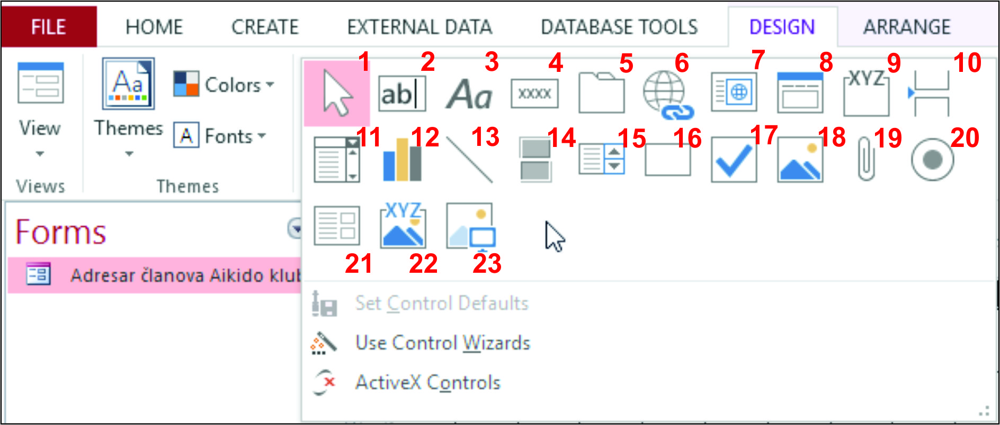 FILE HOME CREATE EXTERNAL DATA DATABASE TOOLS DESIGN ARRANGE
1 2 3 4 5 6 7 8 9 10
Aa Colors ab Aa XXXX XYZ
View Themes A Fonts
11 12 13 14 15 16 17 18 19 20
Views Themes
XYZ
Forms
21 22 23
Adresar članova Aikido klub
Set Control Defaults
Use Control Wizards
ActiveX Controls